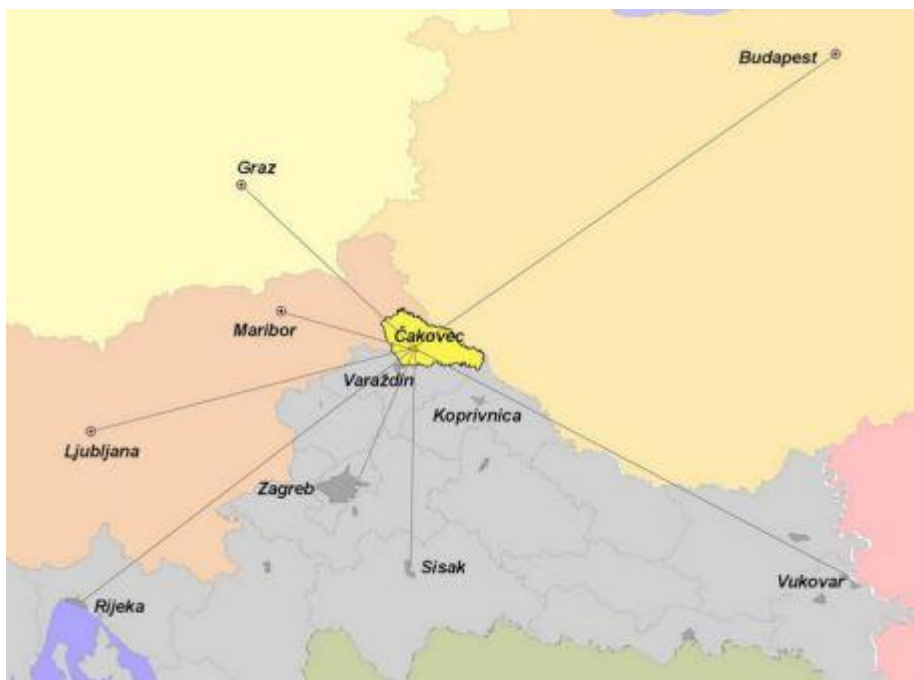 Budapest
Graz
Maribor
Čakovec
Varaždin
Koprivnica
Ljubljana
Zagreb
Sisak
Vukovar
Rijeka